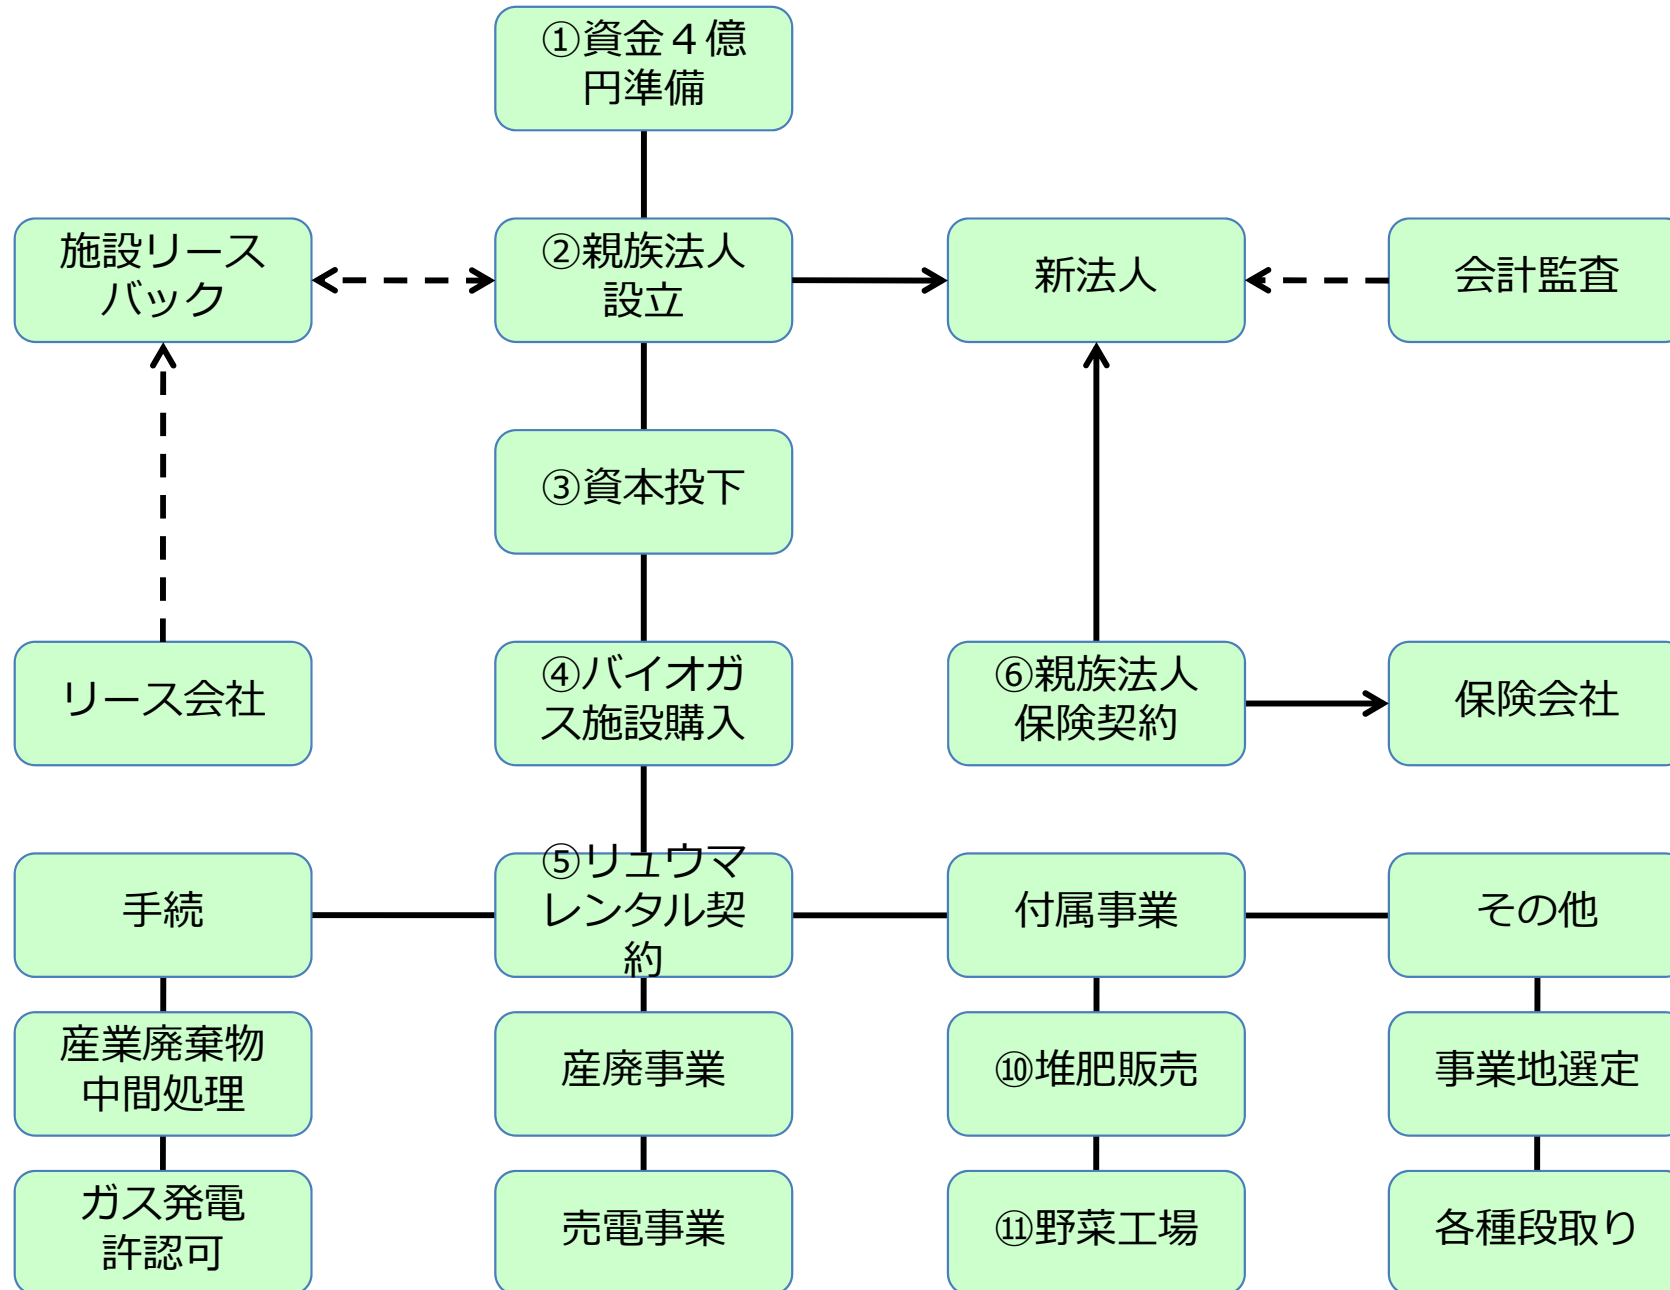 ①資金４億
円準備
施設リース
バック
②親族法人
設立
新法人
会計監査
③資本投下
リース会社
④バイオガ
ス施設購入
⑥親族法人
保険契約
保険会社
手続
⑤リュウマ
レンタル契
約
付属事業
その他
産業廃棄物
中間処理
産廃事業
⑩堆肥販売
事業地選定
ガス発電
許認可
売電事業
⑪野菜工場
各種段取り